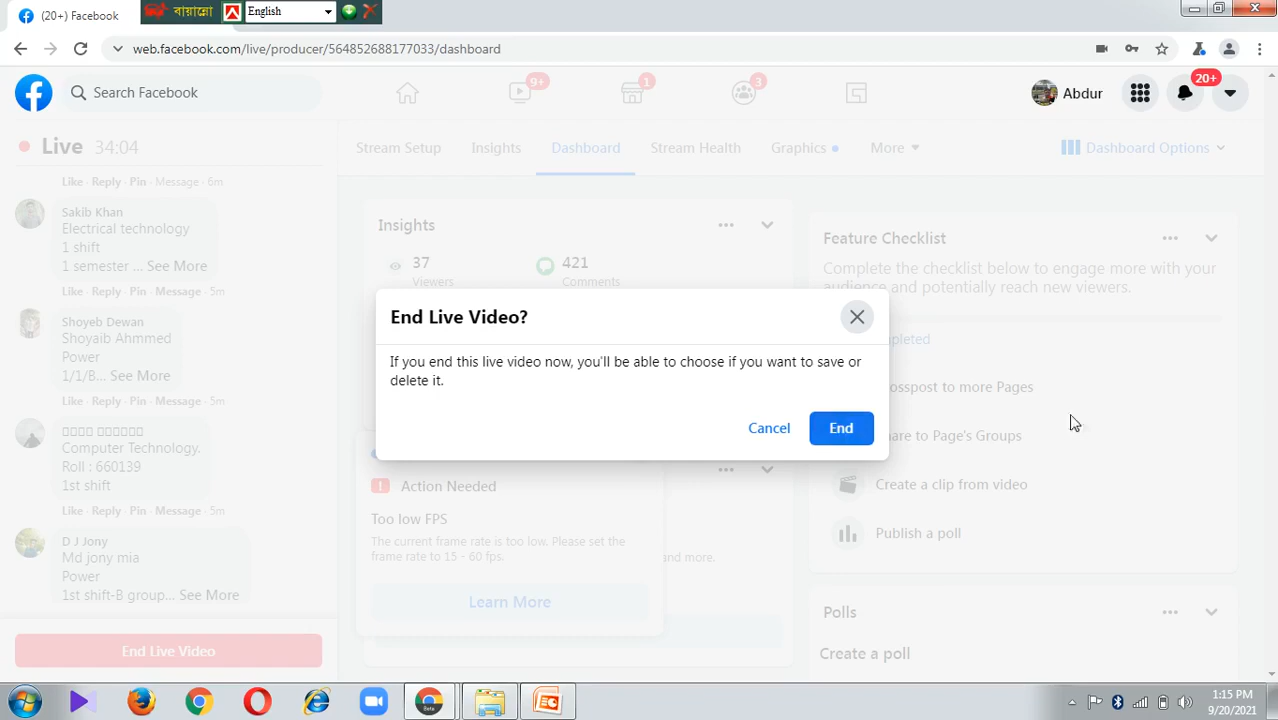 (20+) Facebook
বায়ান্নো
English
web.facebook.com/live/producer/564852688177033/dashboard
Search Facebook
9+
1
3
Abdur
20+
Live 34:04
Like · Reply · Pin · Message · 6m
Sakib Khan
Electrical technology
1 shift
1 semester ... See More
Like · Reply · Pin · Message · 5m
Shoyeb Dewan
Shoyaib Ahmmed
Power
1/1/B... See More
Like · Reply · Pin · Message · 5m
Computer Technology.
Roll : 660139
1st shift
Like · Reply · Pin · Message · 5m
D J Jony
Md jony mia
Power
1st shift-B group... See More
End Live Video
Stream Setup
Insights
Dashboard
Stream Health
Graphics
More
Dashboard Options
Insights
37
Viewers
421
Comments
End Live Video?
If you end this live video now, you'll be able to choose if you want to save or
delete it.
Cancel
End
Action Needed
Too low FPS
The current frame rate is too low. Please set the
frame rate to 15 - 60 fps.
and more.
Learn More
Feature Checklist
Complete the checklist below to engage more with your
audience and potentially reach new viewers.
to more Pages
to Page's Groups
Create a clip from video
Publish a poll
Polls
Create a poll
1:15 PM
9/20/2021